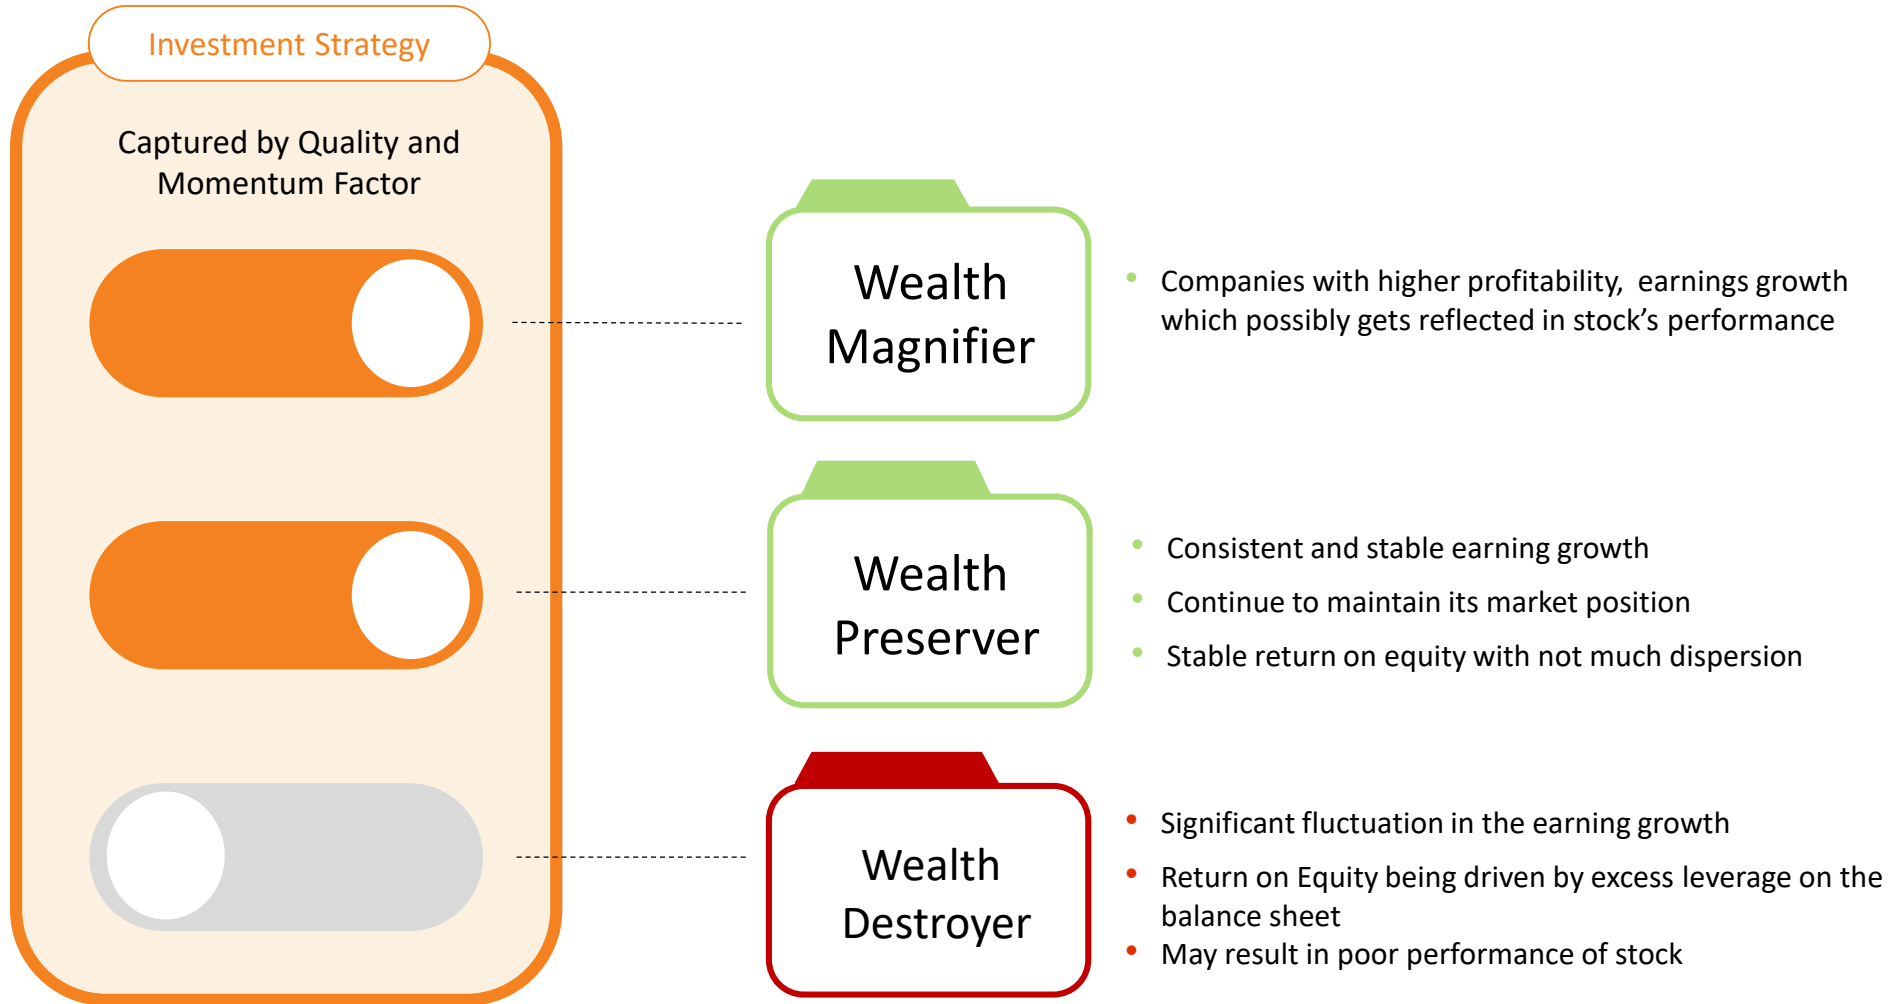 Investment Strategy
Captured by Quality and
Momentum Factor
Wealth
Magnifier
• Companies with higher profitability, earnings growth
which possibly gets reflected in stock’s performance
Wealth
Preserver
• Consistent and stable earning growth
• Continue to maintain its market position
• Stable return on equity with not much dispersion
Wealth
Destroyer
• Significant fluctuation in the earning growth
• Return on Equity being driven by excess leverage on the
balance sheet
• May result in poor performance of stock